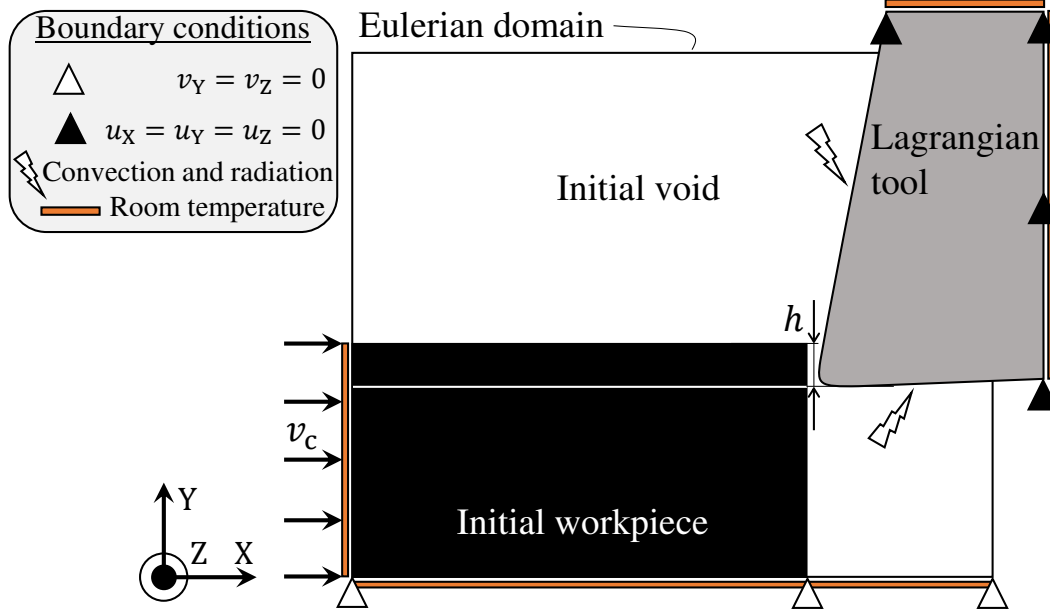 Boundary conditions
v_Y = v_Z = 0
u_X = u_Y = u_Z = 0
Convection and radiation
Room temperature
Eulerian domain
Initial void
Lagrangian
tool
h
v_c
Initial workpiece
Y
Z
X